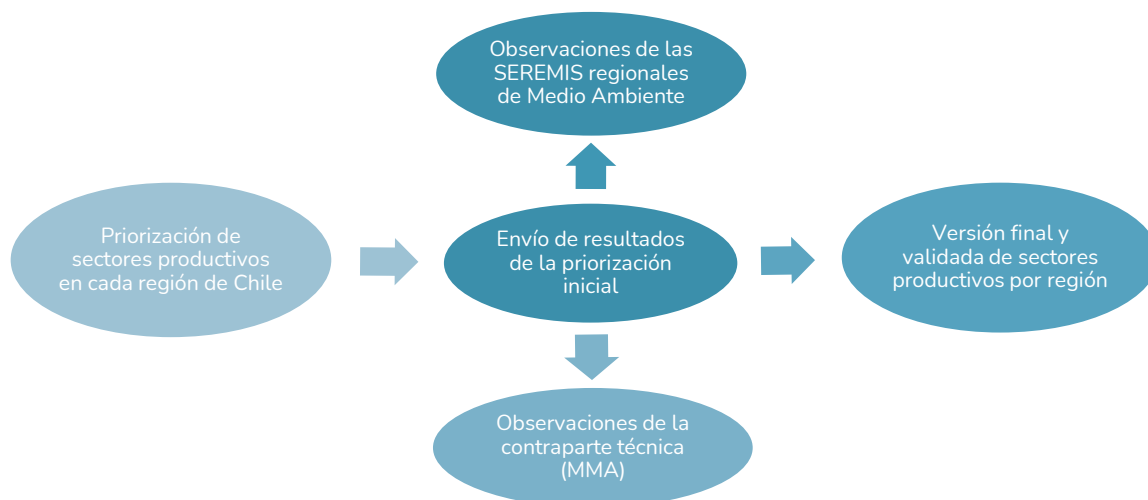 Observaciones de las
SEREMIS regionales
de Medio Ambiente
Priorización de
sectores productivos
en cada región de Chile
Envío de resultados
de la priorización
inicial
Versión final y
validada de sectores
productivos por región
Observaciones de la
contraparte técnica
(MMA)